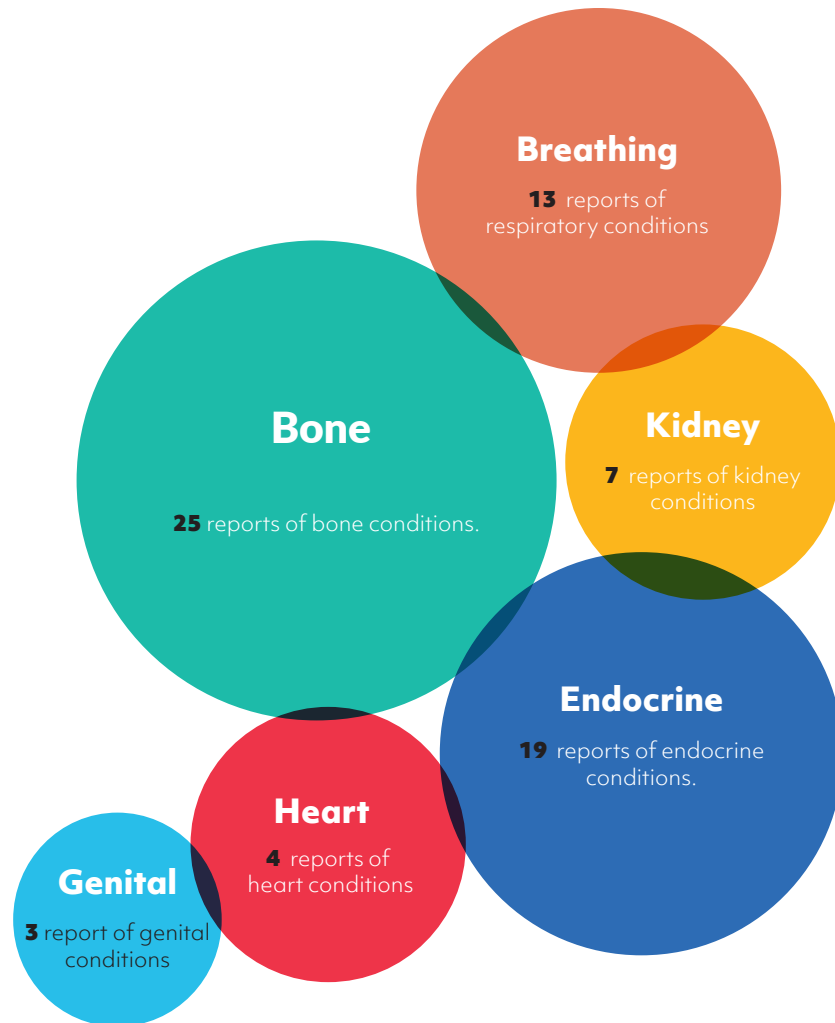 Breathing
13 reports of
respiratory conditions
Bone
25 reports of bone conditions.
Kidney
7 reports of kidney
conditions
Endocrine
19 reports of endocrine
conditions.
Heart
4 reports of
heart conditions
Genital
3 report of genital
conditions